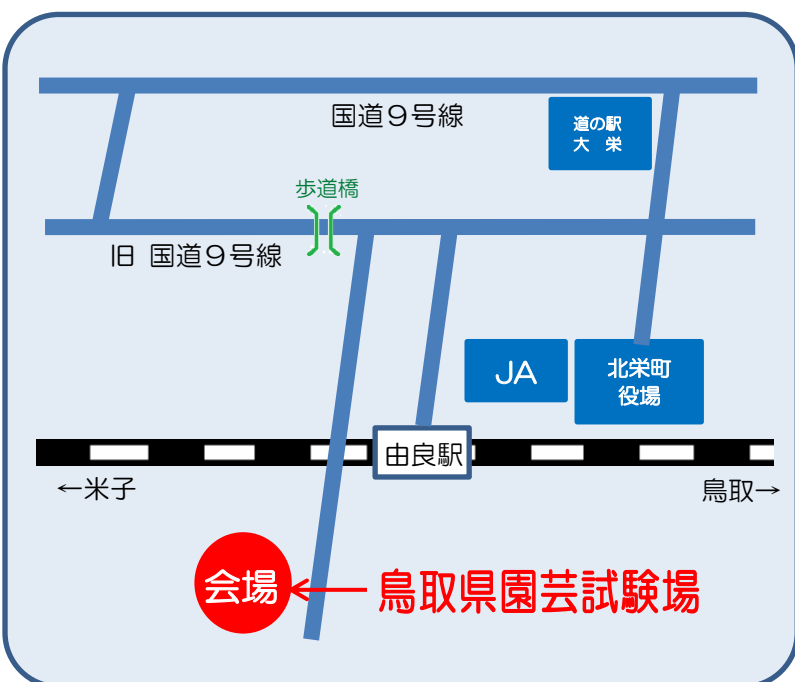 国道９号線
道の駅
大　栄
歩道橋
旧 国道９号線
JA
北栄町
役場
由良駅
←米子
鳥取→
会場
鳥取県園芸試験場